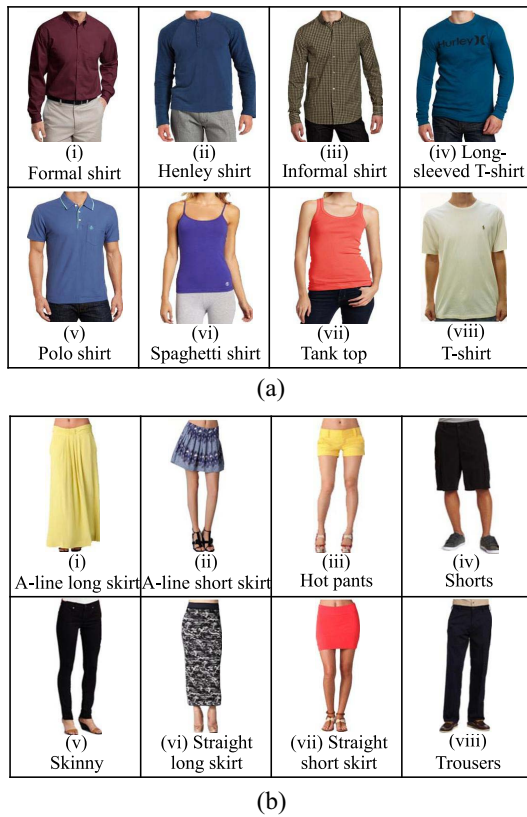 (i)
Formal shirt
(ii)
Henley shirt
(iii)
Informal shirt
Hurley
(iv) Long-
sleeved T-shirt
(v)
Polo shirt
(vi)
Spaghetti shirt
(vii)
Tank top
(viii)
T-shirt
(a)
(i)
A-line long skirt
(ii)
A-line short skirt
(iii)
Hot pants
(iv)
Shorts
(v)
Skinny
(vi) Straight
long skirt
(vii) Straight
short skirt
(viii)
Trousers
(b)